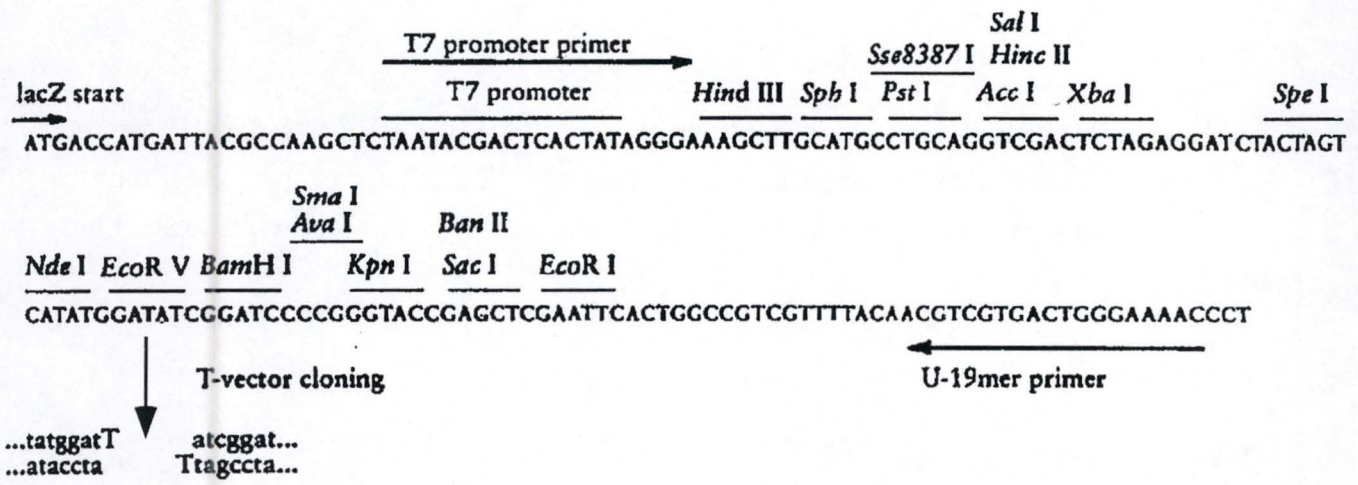 Sal I
T7 promoter primer Sse8387 I Hinc II
lacZ start T7 promoter Hind III Sph I Pst I Acc I Xba I Spe I
ATGACCATGATTACGCCAAGCTCTAATACGACTCACTATAGGGAAAGCTTGCATGCCTGCAGGTCGACTCTAGAGGATCTACTAGT
Sma I
Ava I Ban II
Nde I EcoR V BamH I Kpn I Sac I EcoR I
CATATGGATATCGGATCCCCGGGTACCGAGCTCGAATTCACTGGCCGTCGTTTTACAACGTCGTGACTGGGAAAACCCT
T-vector cloning U-19mer primer
...tatggatT atcggat...
...ataccta Ttagccta...